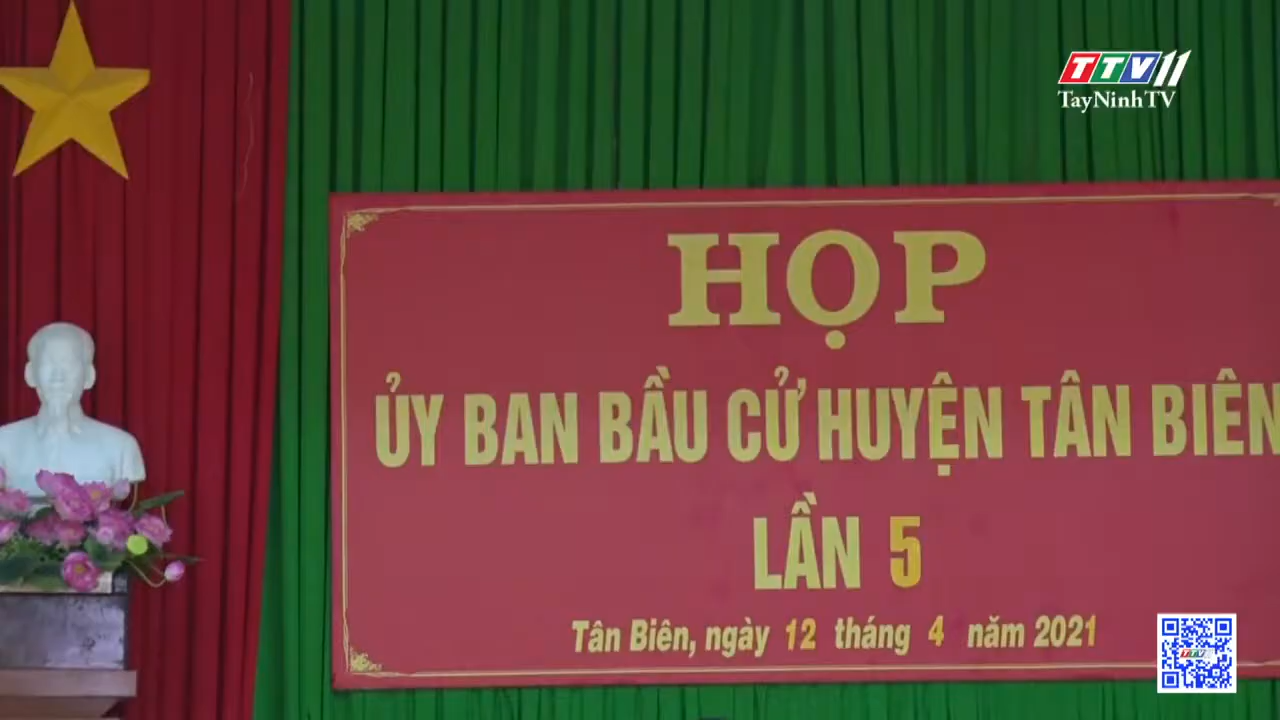 TTV11
TayNinhTV
HỌP
ỦY BAN BẦU CỬ HUYỆN TÂN BIÊN
LẦN 5
Tân Biên, ngày 12 tháng 4 năm 2021
TTV